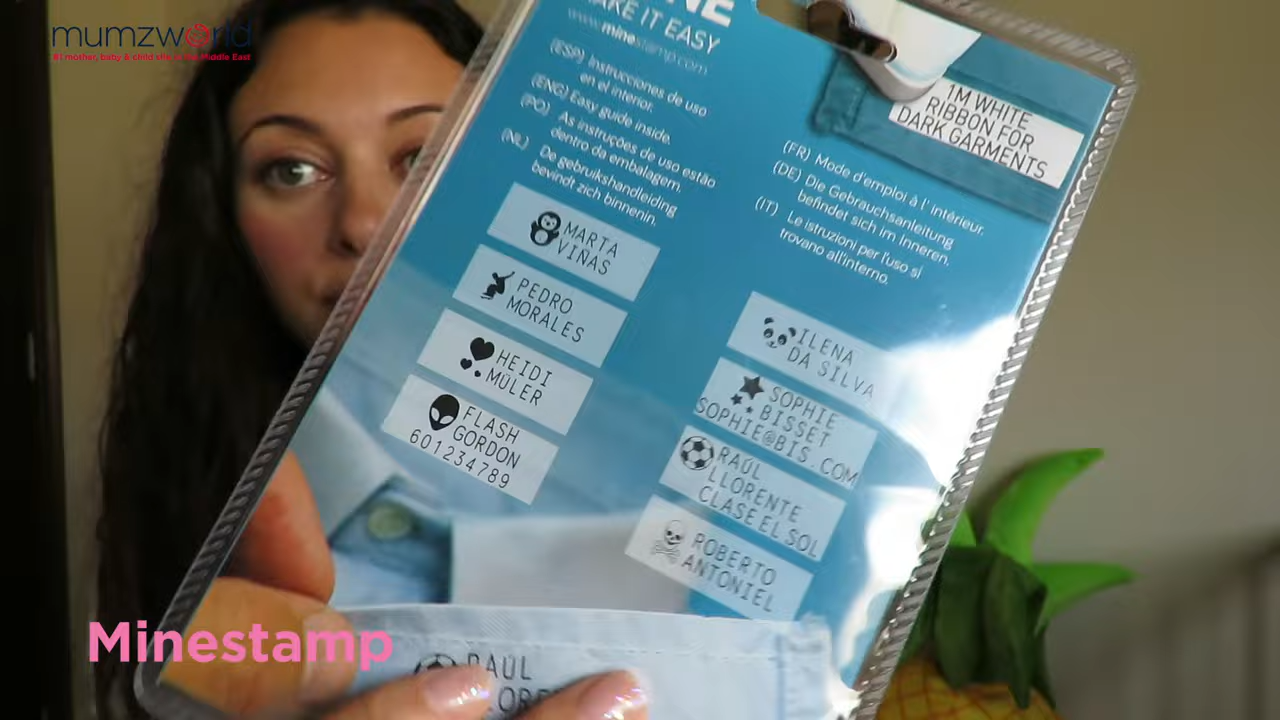 mumzworld
#1 mother, baby & child site in the Middle East
MAKE IT EASY
www.minestamp.com
(ESP) Instrucciones de uso
en el interior.
(ENG) Easy guide inside.
(PO) As instruções de uso estão
dentro da embalagem.
(NL) De gebruikshandleiding
bevindt zich binnenin.
1M WHITE
RIBBON FOR
DARK GARMENTS
(FR) Mode d'emploi à l' intérieur.
(DE) Die Gebrauchsanleitung
befindet sich im Inneren.
(IT) Le istruzioni per l'uso si
trovano all'interno.
MARTA
VIÑAS
PEDRO
MORALES
HEIDI
MÜLER
FLASH
GORDON
601234789
ILENA
DA SILVA
SOPHIE
BISSET
SOPHIE@BIS.COM
RAÚL
LLORENTE
CLASE EL SOL
ROBERTO
ANTONIEL
RAÚL
Minestamp